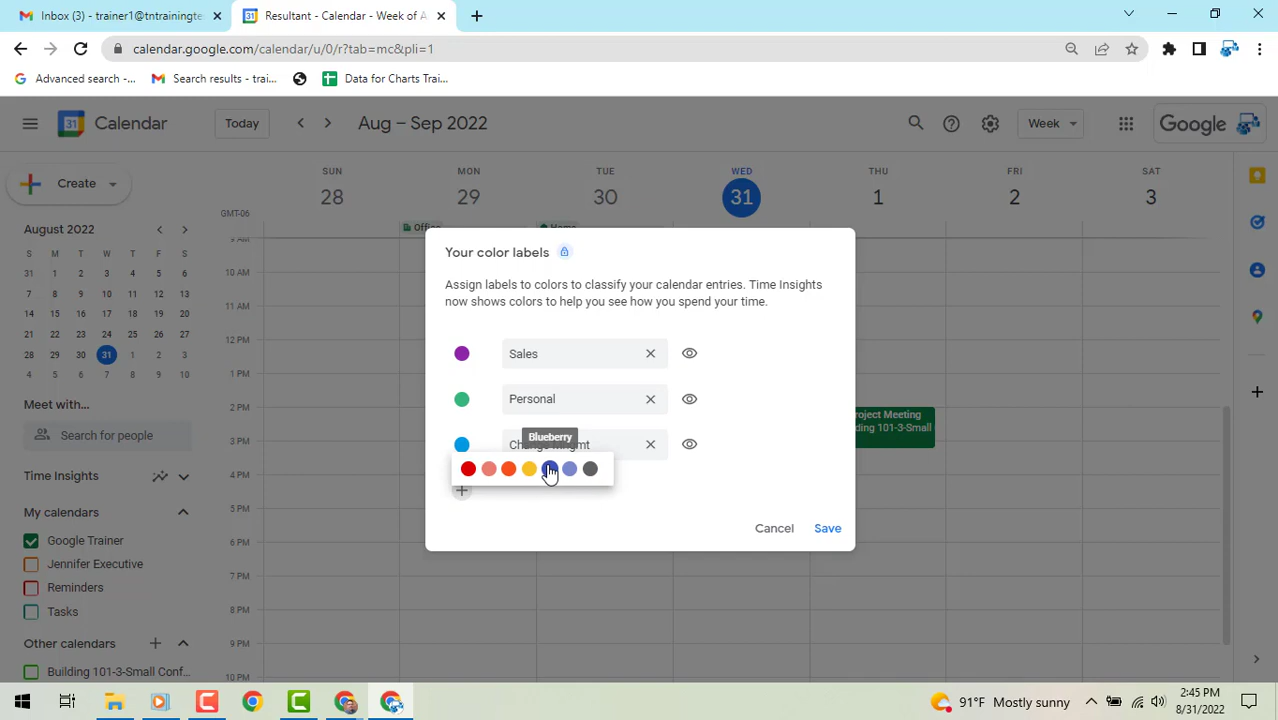 Inbox (3) - trainer1@tntrainingte
Resultant - Calendar - Week of A
calendar.google.com/calendar/u/0/r?tab=mc&pli=1
Advanced search -...
Search results - trai...
Data for Charts Trai...
Calendar
Today
Aug – Sep 2022
Week
Google
Create
SUN MON TUE WED THU FRI SAT
28 29 30 31 1 2 3
GMT-06
Office
Home
August 2022
S M T W T F S
31 1 2 3 4 5 6
7 8 9 10 11 12 13
14 15 16 17 18 19 20
21 22 23 24 25 26 27
28 29 30 31 1 2 3
4 5 6 7 8 9 10
Meet with...
Search for people
Time Insights
My calendars
Google Trainer
Jennifer Executive
Reminders
Tasks
Other calendars
Building 101-3-Small Conf...
9 AM
10 AM
11 AM
12 PM
1 PM
2 PM
3 PM
4 PM
5 PM
6 PM
7 PM
8 PM
9 PM
10 PM
roject Meeting
uilding 101-3-Small
Your color labels
Assign labels to colors to classify your calendar entries. Time Insights
now shows colors to help you see how you spend your time.
Sales
Personal
Blueberry
Cancel
Save
91°F Mostly sunny
2:45 PM
8/31/2022